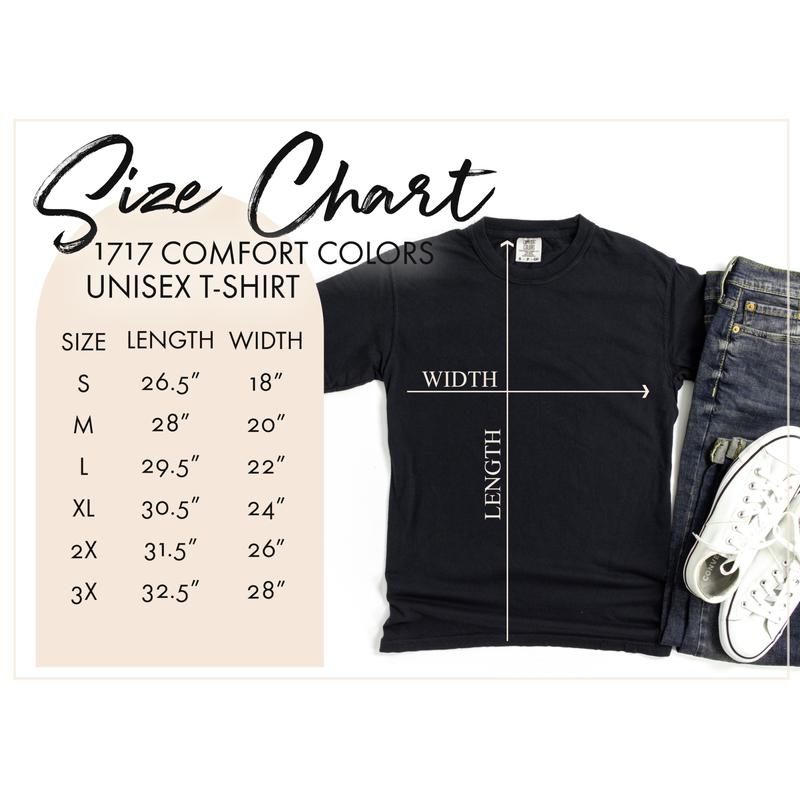 Size Chart
1717 COMFORT COLORS
UNISEX T-SHIRT
SIZE LENGTH WIDTH
S 26.5" 18"
M 28" 20"
L 29.5" 22"
XL 30.5" 24"
2X 31.5" 26"
3X 32.5" 28"
WIDTH
LENGTH